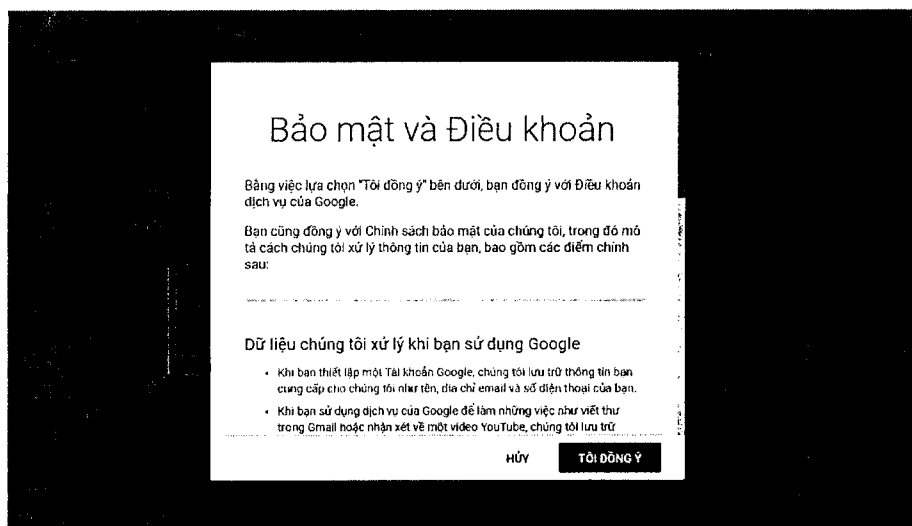 Bảo mật và Điều khoản
Bằng việc lựa chọn "Tôi đồng ý" bên dưới, bạn đồng ý với Điều khoản
dịch vụ của Google.
Bạn cũng đồng ý với Chính sách bảo mật của chúng tôi, trong đó mô
tả cách chúng tôi xử lý thông tin của bạn, bao gồm các điểm chính
sau:
Dữ liệu chúng tôi xử lý khi bạn sử dụng Google
• Khi bạn thiết lập một Tài khoản Google, chúng tôi lưu trữ thông tin bạn
cung cấp cho chúng tôi như tên, địa chỉ email và số điện thoại của bạn.
• Khi bạn sử dụng dịch vụ của Google để làm những việc như viết thư
trong Gmail hoặc nhận xét về một video YouTube, chúng tôi lưu trữ
HỦY
TÔI ĐỒNG Ý